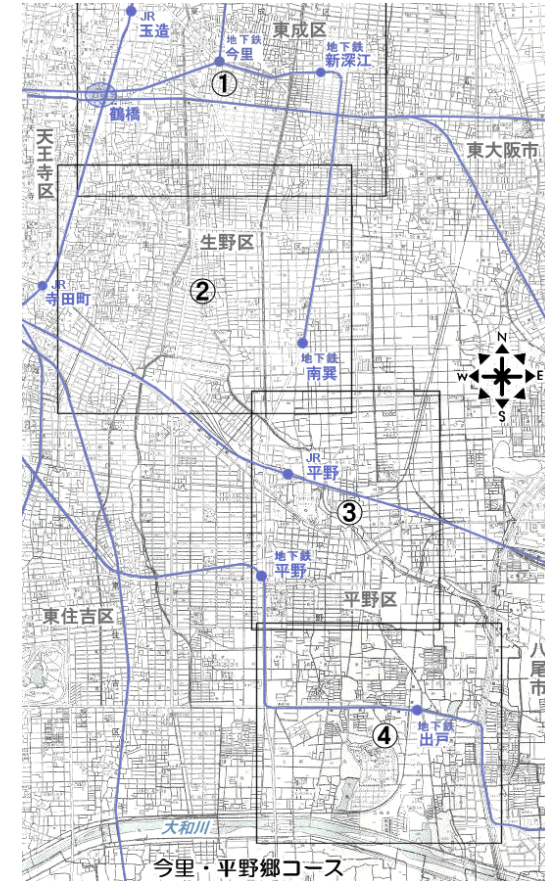 JR
玉造
東成区
地下鉄
今里
地下鉄
新深江
①
鶴橋
天王寺区
東大阪市
生野区
②
JR
寺田町
地下鉄
南巽
N
W
E
S
JR
平野
③
地下鉄
平野
平野区
東住吉区
八尾市
④
地下鉄
出戸
大和川
今里・平野郷コース